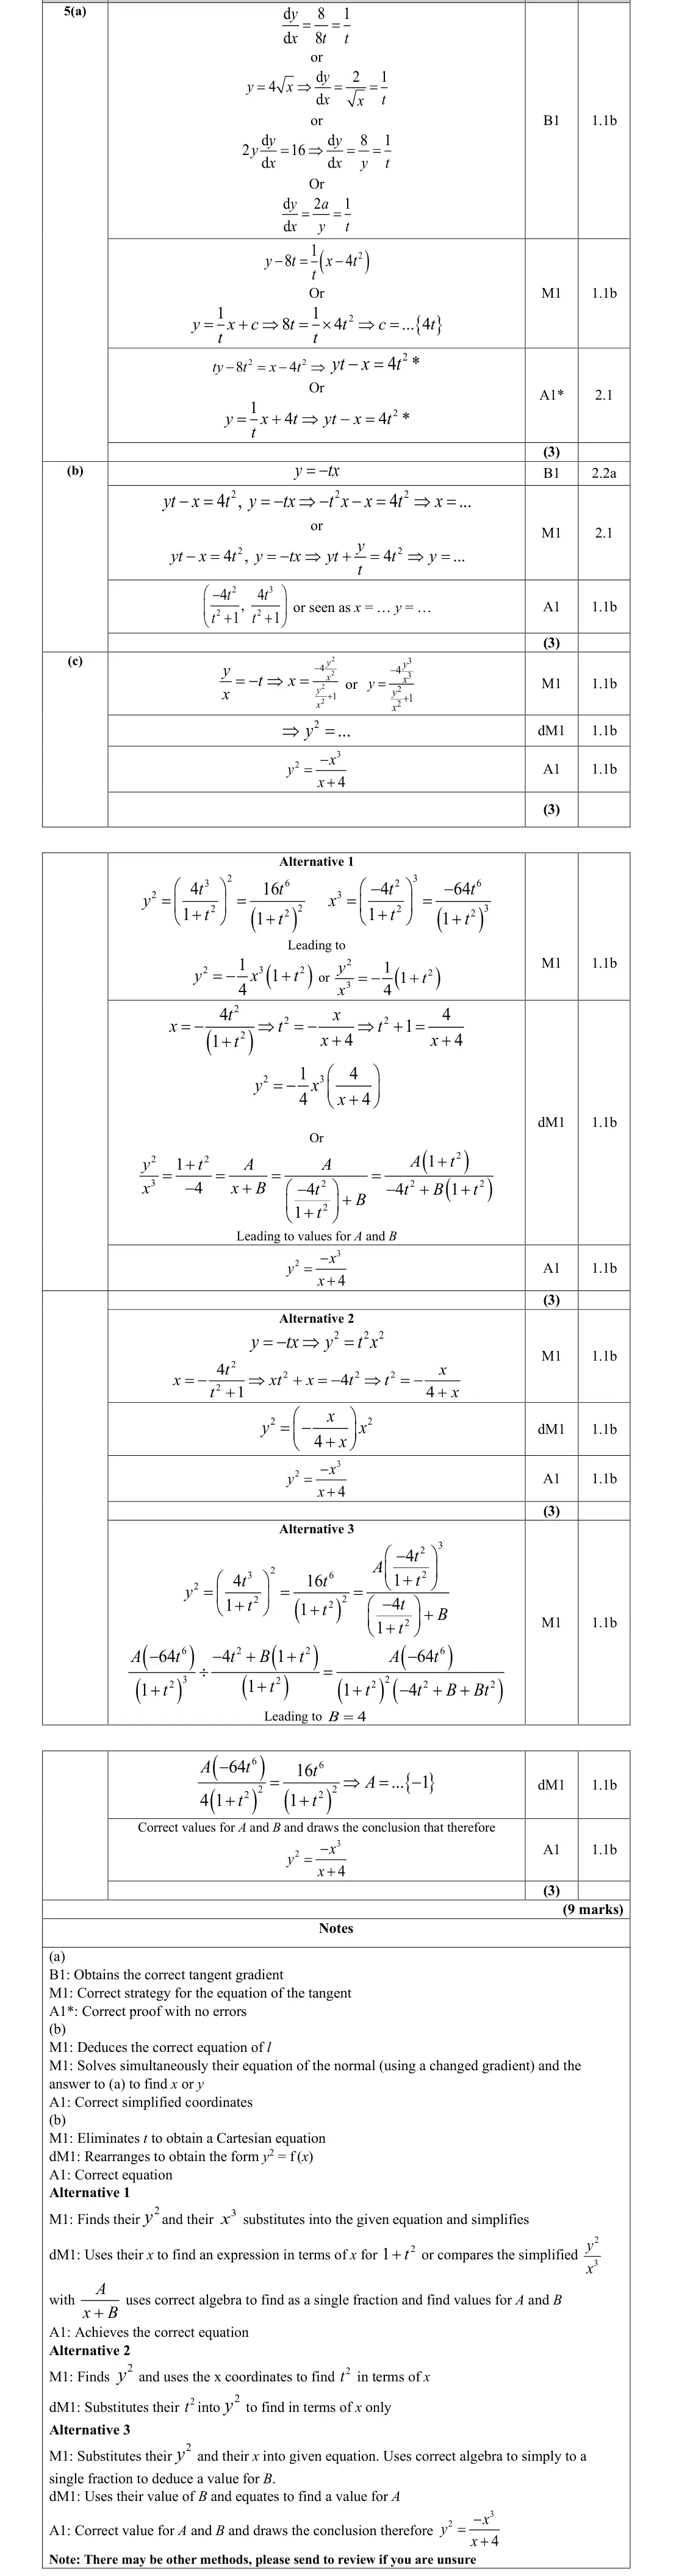 5(a)
dy/dx = 8/8t = 1/t
or
y = 4√x ⇒ dy/dx = 2/√x = 1/t
or
2y dy/dx = 16 ⇒ dy/dx = 8/y = 1/t
Or
dy/dx = 2a/y = 1/t
B1 1.1b
y − 8t = 1/t (x − 4t²)
Or
y = 1/t x + c ⇒ 8t = 1/t × 4t² ⇒ c = ...{4t}
M1 1.1b
ty − 8t² = x − 4t² ⇒ yt − x = 4t² *
Or
y = 1/t x + 4t ⇒ yt − x = 4t² *
A1* 2.1
(3)
(b) y = −tx B1 2.2a
yt − x = 4t², y = −tx ⇒ −t²x − x = 4t² ⇒ x = ...
or
yt − x = 4t², y = −tx ⇒ yt + y/t = 4t² ⇒ y = ...
M1 2.1
(−4t²/(t²+1), 4t³/(t²+1)) or seen as x = … y = … A1 1.1b
(3)
(c) y/x = −t ⇒ x = (−4 y²/x²)/(y²/x² +1) or y = (−4 y³/x³)/(y²/x² +1) M1 1.1b
⇒ y² = ... dM1 1.1b
y² = −x³/(x+4) A1 1.1b
(3)
Alternative 1
y² = (4t³/(1+t²))² = 16t⁶/(1+t²)² x³ = (−4t²/(1+t²))³ = −64t⁶/(1+t²)³
Leading to
y² = −1/4 x³(1+t²) or y²/x³ = −1/4 (1+t²)
M1 1.1b
x = −4t²/(1+t²) ⇒ t² = −x/(x+4) ⇒ t² + 1 = 4/(x+4)
y² = −1/4 x³ (4/(x+4))
Or
y²/x³ = (1+t²)/−4 = A/(x+B) = A/((−4t²/(1+t²)) + B) = A(1+t²)/(−4t² + B(1+t²))
Leading to values for A and B
dM1 1.1b
y² = −x³/(x+4) A1 1.1b
(3)
Alternative 2
y = −tx ⇒ y² = t²x²
x = −4t²/(t²+1) ⇒ xt² + x = −4t² ⇒ t² = −x/(4+x)
M1 1.1b
y² = (−x/(4+x)) x² dM1 1.1b
y² = −x³/(x+4) A1 1.1b
(3)
Alternative 3
y² = (4t³/(1+t²))² = 16t⁶/(1+t²)² = A(−4t²/(1+t²))³/((−4t/(1+t²)) + B)
A(−64t⁶)/(1+t²)³ ÷ (−4t² + B(1+t²))/(1+t²) = A(−64t⁶)/((1+t²)²(−4t² + B + Bt²))
Leading to B = 4
M1 1.1b
A(−64t⁶)/(4(1+t²)²) = 16t⁶/(1+t²)² ⇒ A = ...{−1} dM1 1.1b
Correct values for A and B and draws the conclusion that therefore
y² = −x³/(x+4)
A1 1.1b
(3)
(9 marks)
Notes
(a)
B1: Obtains the correct tangent gradient
M1: Correct strategy for the equation of the tangent
A1*: Correct proof with no errors
(b)
M1: Deduces the correct equation of l
M1: Solves simultaneously their equation of the normal (using a changed gradient) and the
answer to (a) to find x or y
A1: Correct simplified coordinates
(b)
M1: Eliminates t to obtain a Cartesian equation
dM1: Rearranges to obtain the form y² = f(x)
A1: Correct equation
Alternative 1
M1: Finds their y² and their x³ substitutes into the given equation and simplifies
dM1: Uses their x to find an expression in terms of x for 1+t² or compares the simplified y²/x³
with A/(x+B) uses correct algebra to find as a single fraction and find values for A and B
A1: Achieves the correct equation
Alternative 2
M1: Finds y² and uses the x coordinates to find t² in terms of x
dM1: Substitutes their t² into y² to find in terms of x only
Alternative 3
M1: Substitutes their y² and their x into given equation. Uses correct algebra to simply to a
single fraction to deduce a value for B.
dM1: Uses their value of B and equates to find a value for A
A1: Correct value for A and B and draws the conclusion therefore y² = −x³/(x+4)
Note: There may be other methods, please send to review if you are unsure